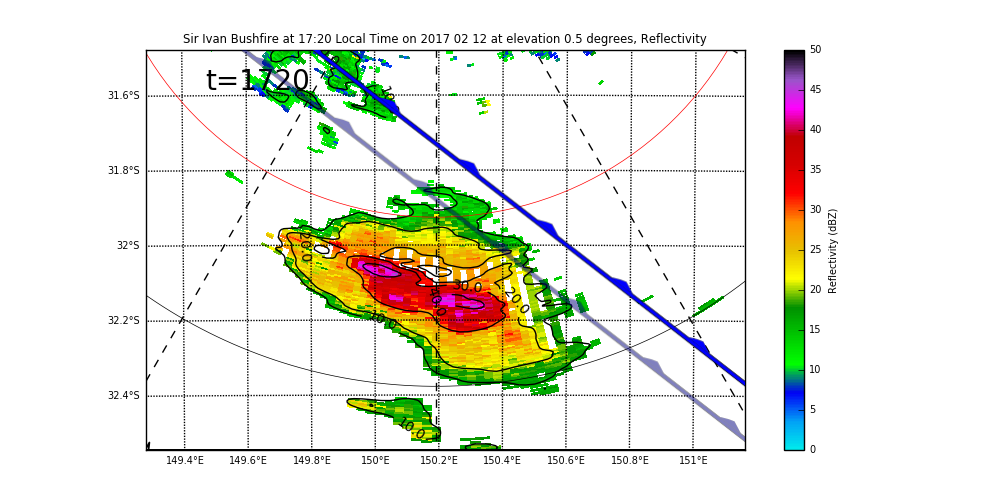 Sir Ivan Bushfire at 17:20 Local Time on 2017 02 12 at elevation 0.5 degrees, Reflectivity
t=1720
31.6°S
31.8°S
32°S
32.2°S
32.4°S
149.4°E 149.6°E 149.8°E 150°E 150.2°E 150.4°E 150.6°E 150.8°E 151°E
20.0
30.0
20.0
10.0
50
45
40
35
30
25
20
15
10
5
0
Reflectivity (dBZ)